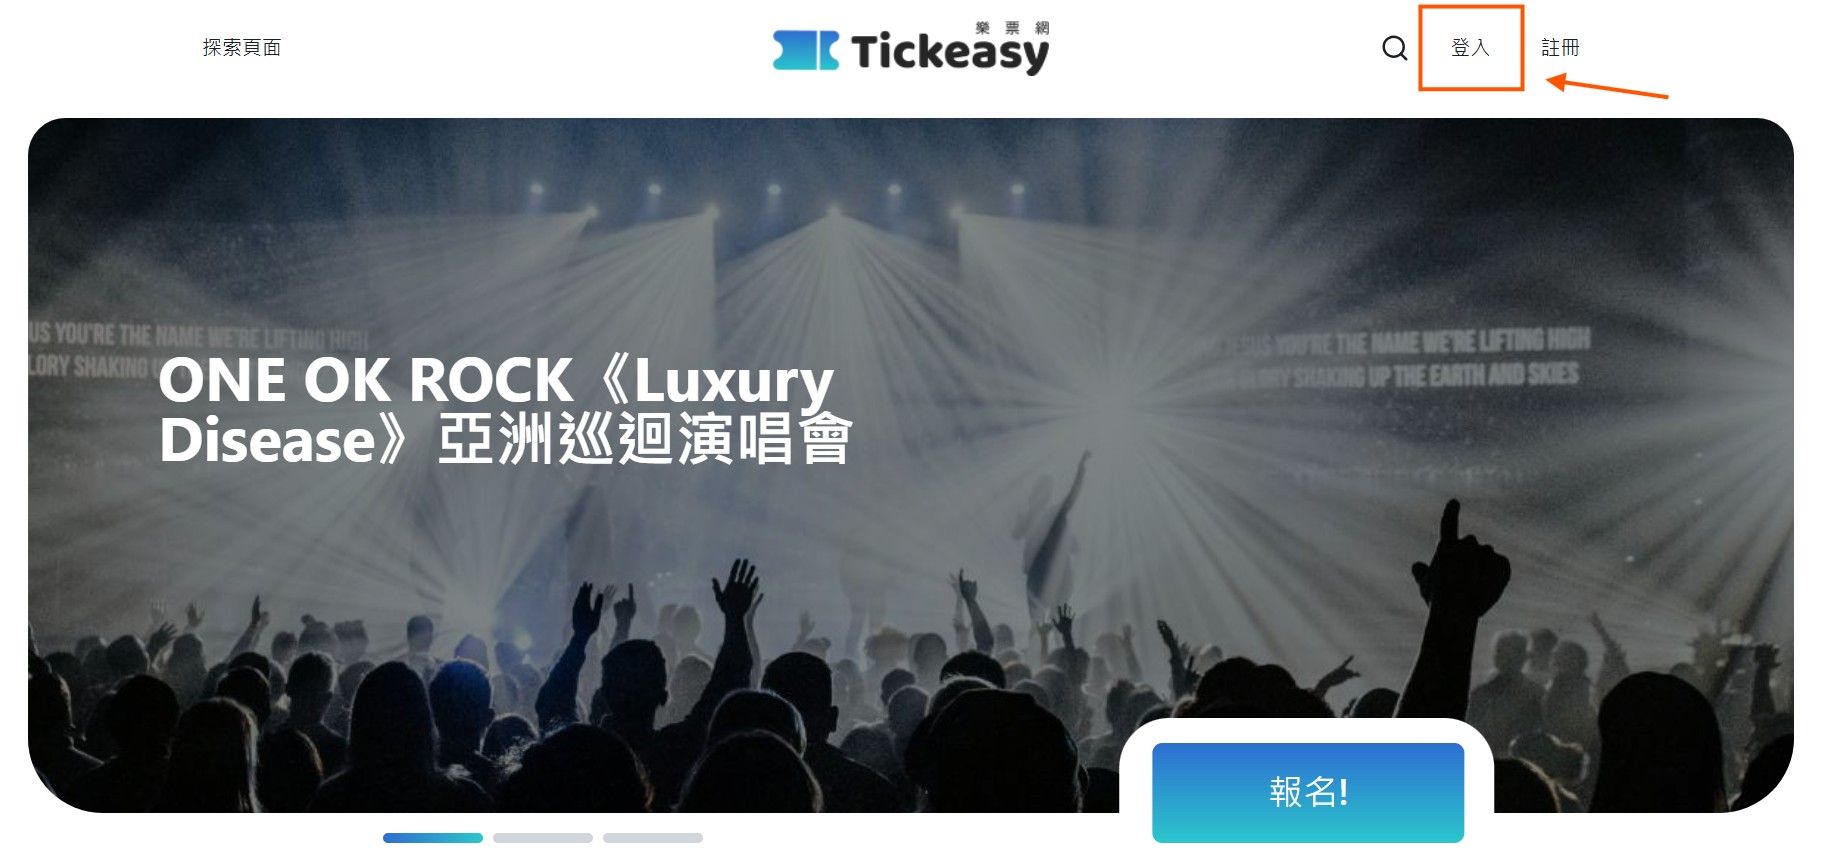 探索頁面
樂票網
Tickeasy
登入
註冊
US YOU'RE THE NAME WE'RE LIFTING HIGH
LORY SHAKING
JESUS YOU'RE THE NAME WE'RE LIFTING HIGH
GLORY SHAKING UP THE EARTH AND SKIES
ONE OK ROCK《Luxury
Disease》亞洲巡迴演唱會
報名!